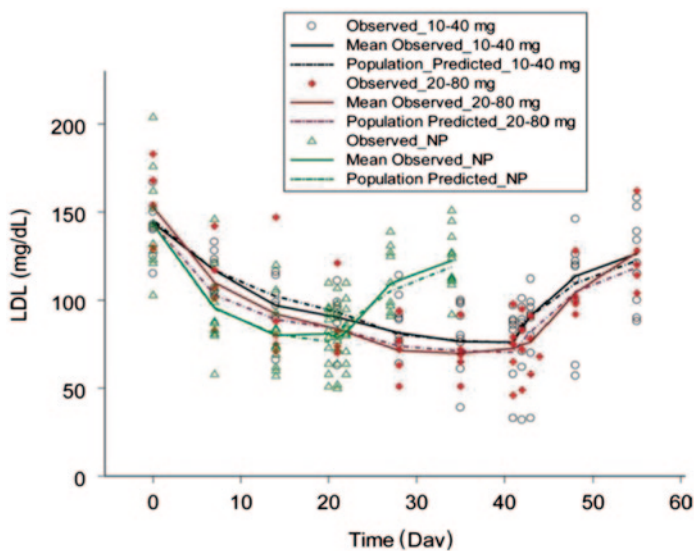 Observed_10-40 mg
Mean Observed_10-40 mg
Population_Predicted_10-40 mg
Observed_20-80 mg
Mean Observed_20-80 mg
Population Predicted_20-80 mg
Observed_NP
Mean Observed_NP
Population Predicted_NP
200
150
100
50
0
LDL (mg/dL)
0 10 20 30 40 50 60
Time (Dav)